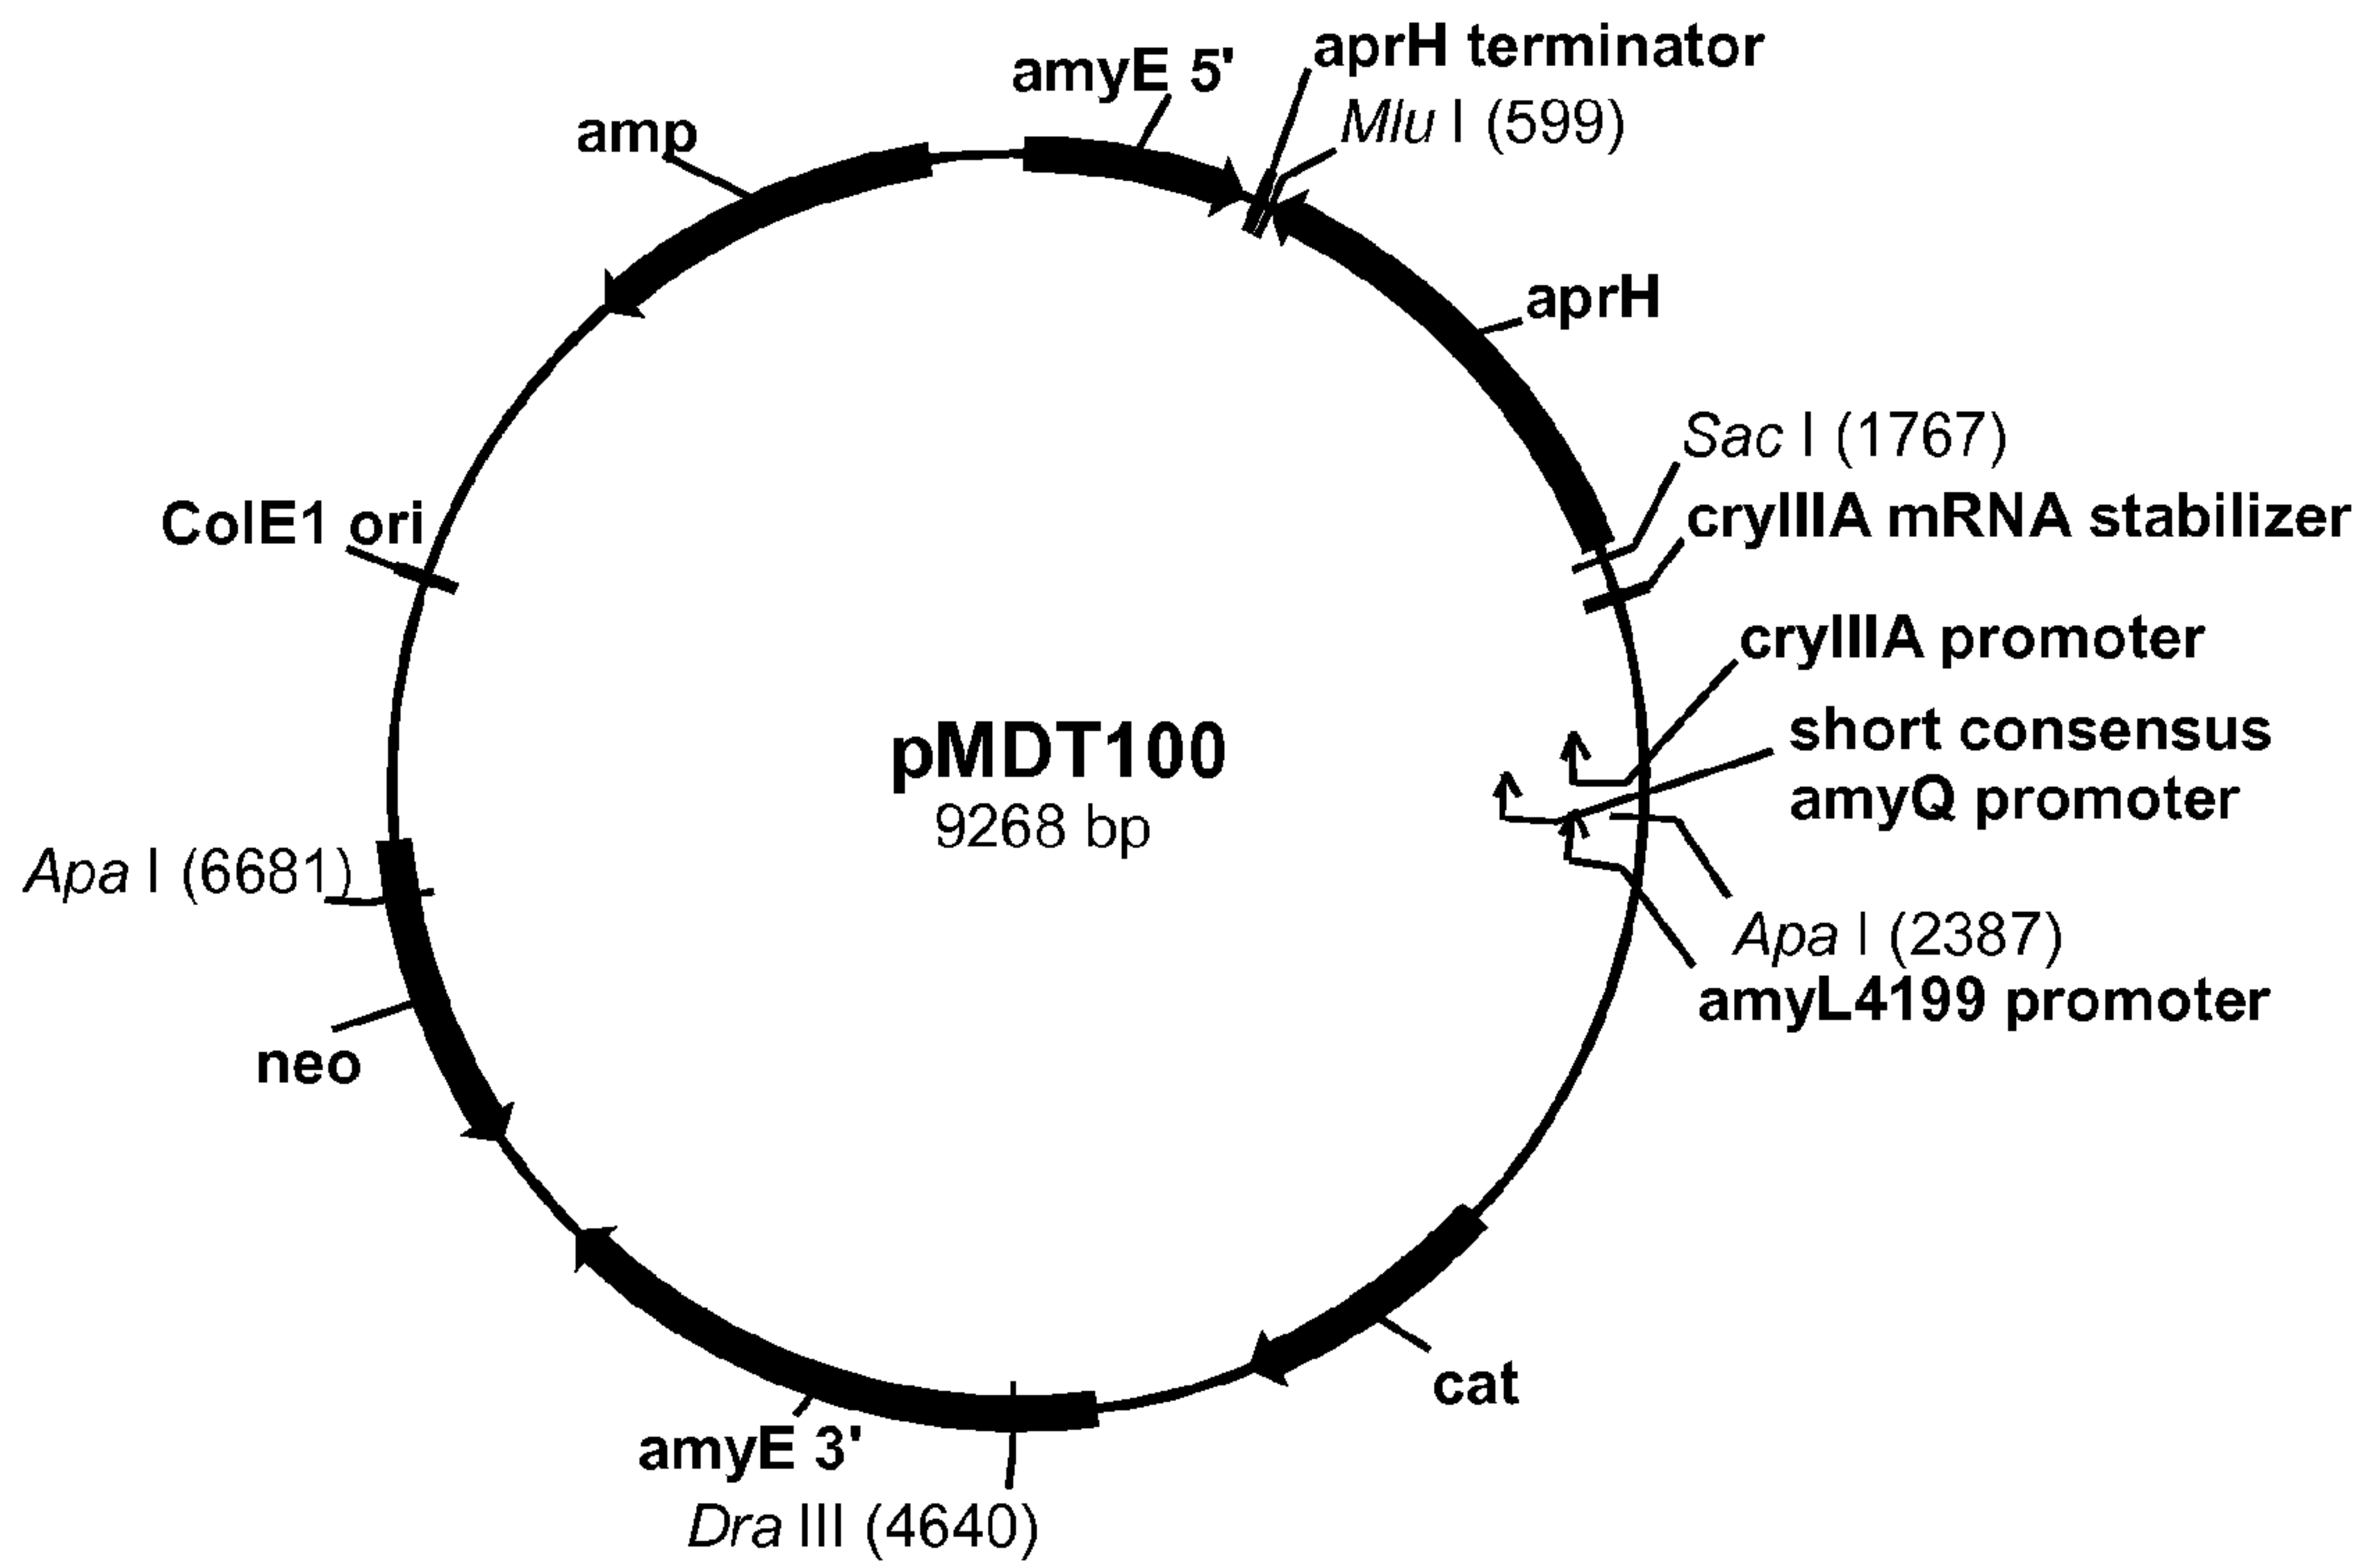 aprH terminator
amyE 5'
Mlu I (599)
amp
aprH
Sac I (1767)
cryIIIA mRNA stabilizer
ColE1 ori
cryIIIA promoter
short consensus
amyQ promoter
pMDT100
9268 bp
Apa I (6681)
Apa I (2387)
amyL4199 promoter
neo
cat
amyE 3'
Dra III (4640)